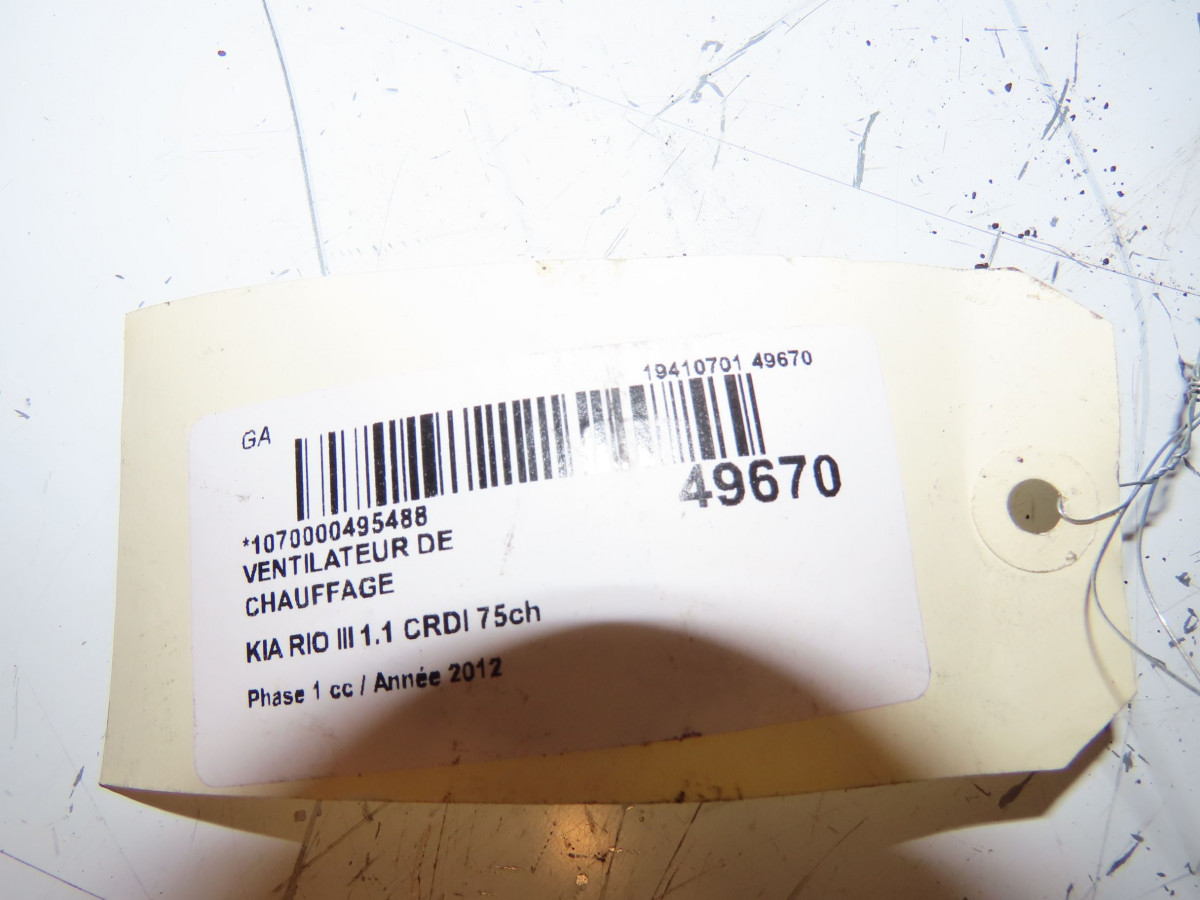 19410701 49670
GA
49670
*1070000495488
VENTILATEUR DE
CHAUFFAGE
KIA RIO III 1.1 CRDI 75ch
Phase 1 cc / Année 2012